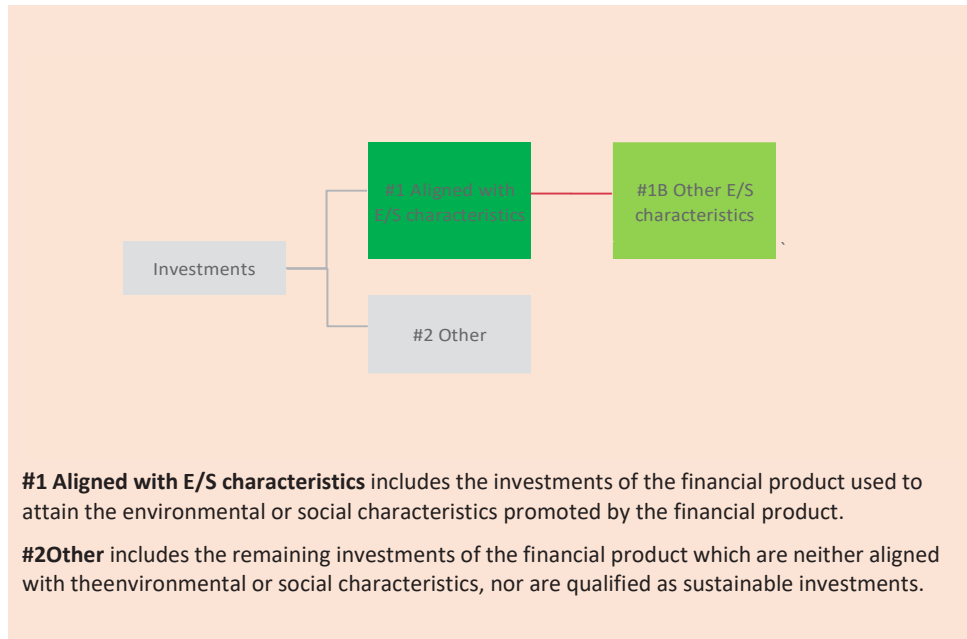 #1 Aligned with
E/S characteristics
#1B Other E/S
characteristics
`
Investments
#2 Other
#1 Aligned with E/S characteristics includes the investments of the financial product used to
attain the environmental or social characteristics promoted by the financial product.
#2Other includes the remaining investments of the financial product which are neither aligned
with theenvironmental or social characteristics, nor are qualified as sustainable investments.